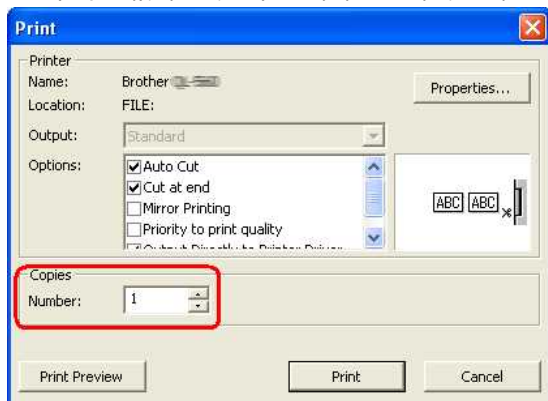 Print
Printer
Name: Brother
Properties...
Location: FILE:
Output: Standard
Options:
Auto Cut
Cut at end
Mirror Printing
Priority to print quality
ABC ABC
Copies
Number: 1
Print Preview
Print
Cancel